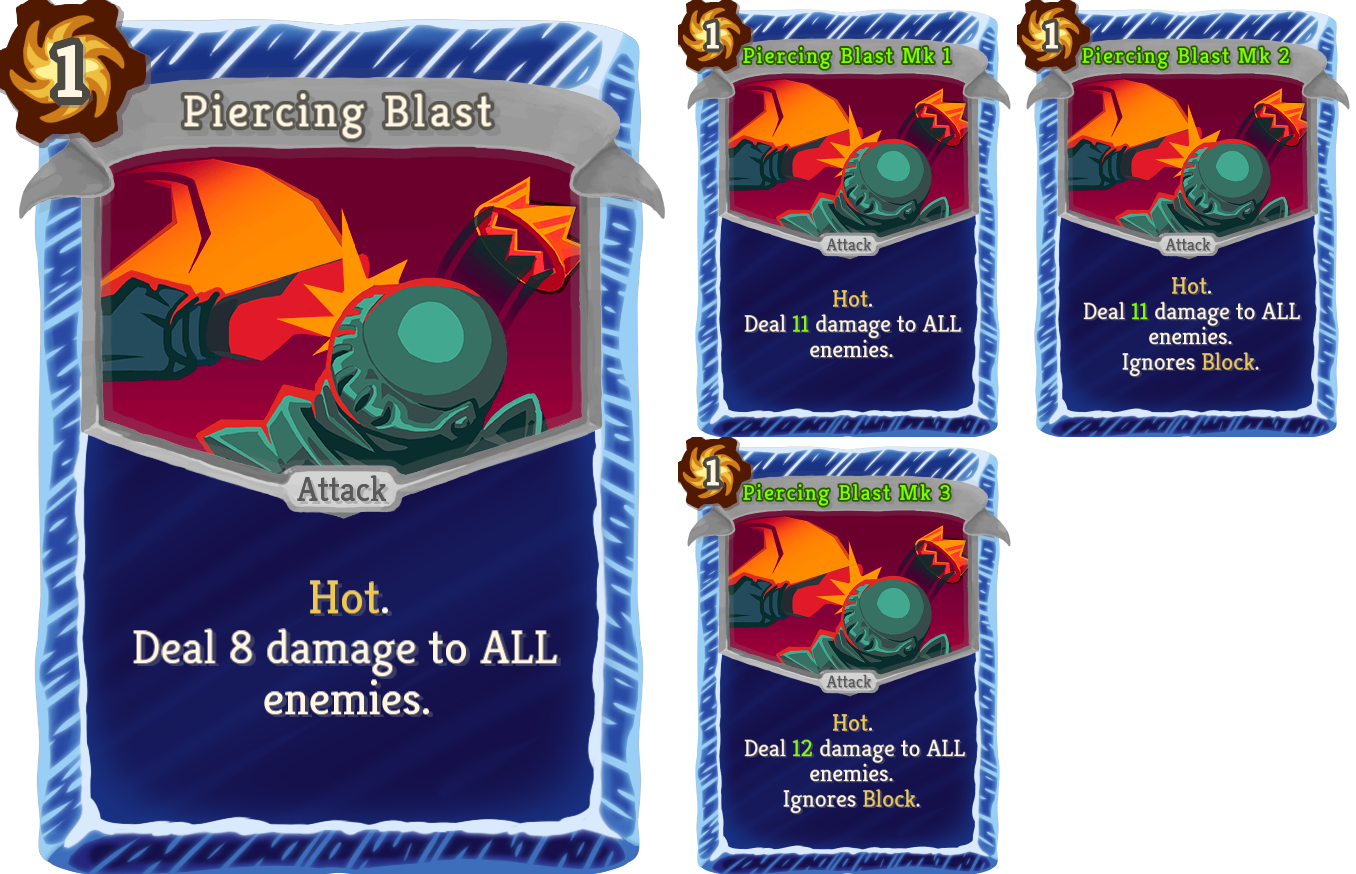 1
Piercing Blast
Attack
Hot.
Deal 8 damage to ALL
enemies.
1
Piercing Blast Mk 1
Attack
Hot.
Deal 11 damage to ALL
enemies.
1
Piercing Blast Mk 2
Attack
Hot.
Deal 11 damage to ALL
enemies.
Ignores Block.
1
Piercing Blast Mk 3
Attack
Hot.
Deal 12 damage to ALL
enemies.
Ignores Block.